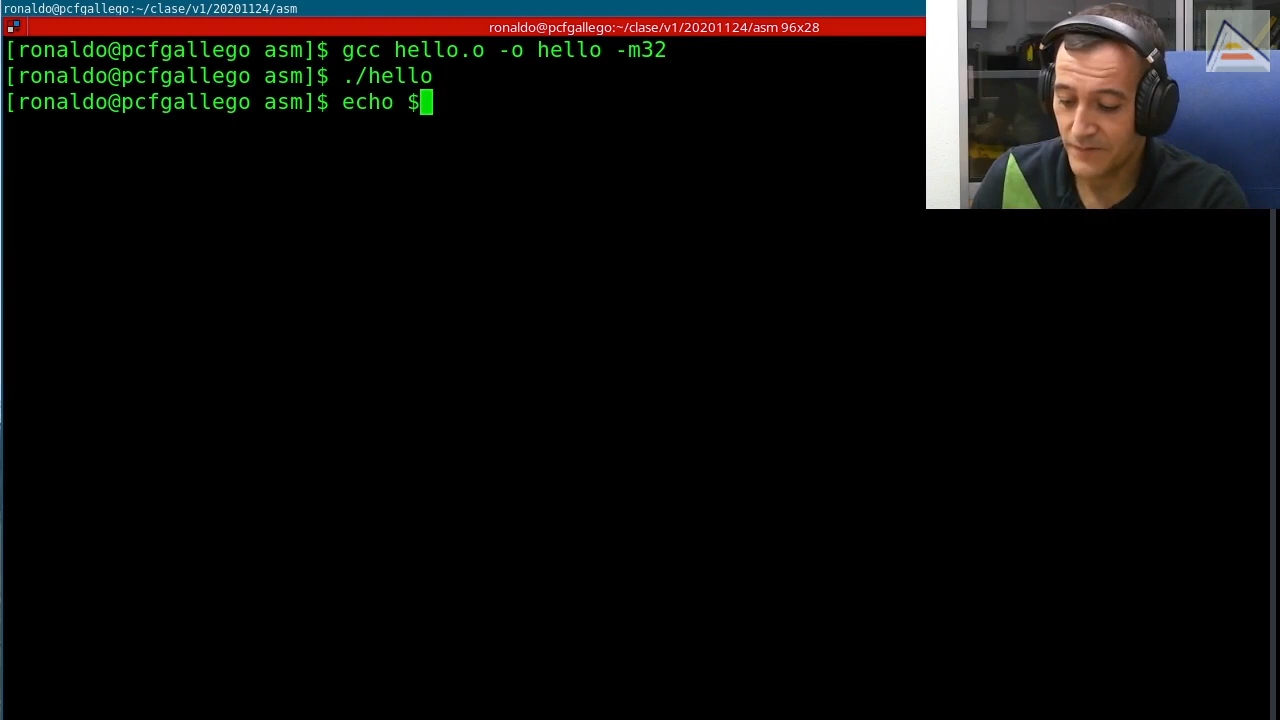 ronaldo@pcfgallego:~/clase/v1/20201124/asm
ronaldo@pcfgallego:~/clase/v1/20201124/asm 96x28
[ronaldo@pcfgallego asm]$ gcc hello.o -o hello -m32
[ronaldo@pcfgallego asm]$ ./hello
[ronaldo@pcfgallego asm]$ echo $